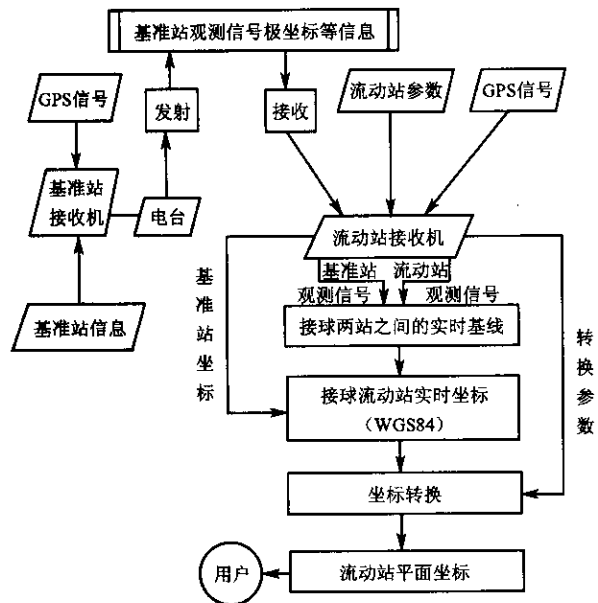 基准站观测信号极坐标等信息
GPS信号
发射
接收
流动站参数
GPS信号
基准站
接收机
电台
流动站接收机
基准站
流动站
观测信号
观测信号
基准站信息
接球两站之间的实时基线
基准站坐标
转换参数
接球流动站实时坐标
（WGS84）
坐标转换
用户
流动站平面坐标